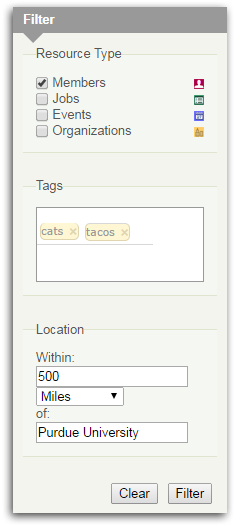 Filter
Resource Type
Members
Jobs
Events
Organizations
Tags
cats × tacos ×
Location
Within:
500
Miles
of:
Purdue University
Clear Filter